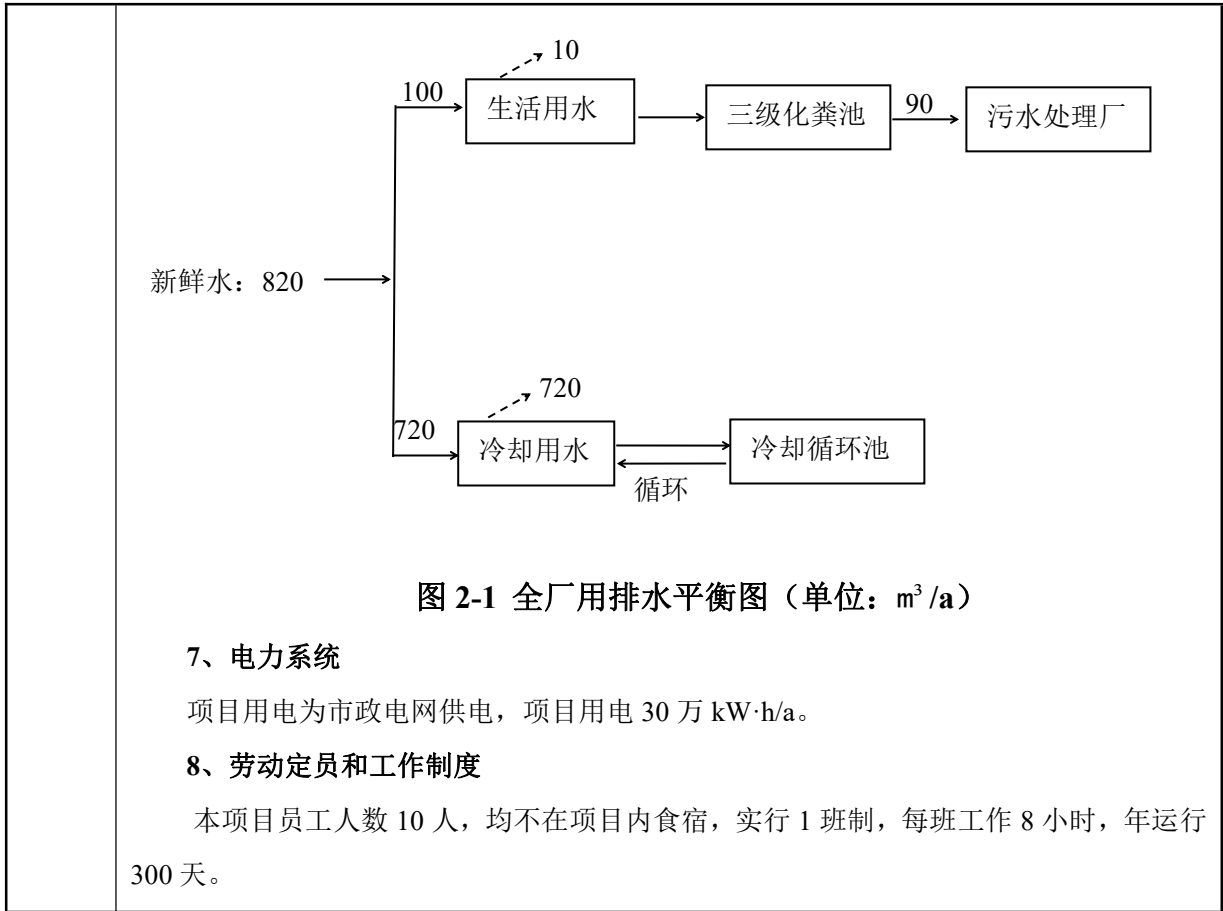 10
100
生活用水
三级化粪池
90
污水处理厂
新鲜水：820
720
720
冷却用水
冷却循环池
循环
图 2-1 全厂用排水平衡图（单位：m³/a）
7、电力系统
项目用电为市政电网供电，项目用电 30 万 kW·h/a。
8、劳动定员和工作制度
本项目员工人数 10 人，均不在项目内食宿，实行 1 班制，每班工作 8 小时，年运行
300 天。